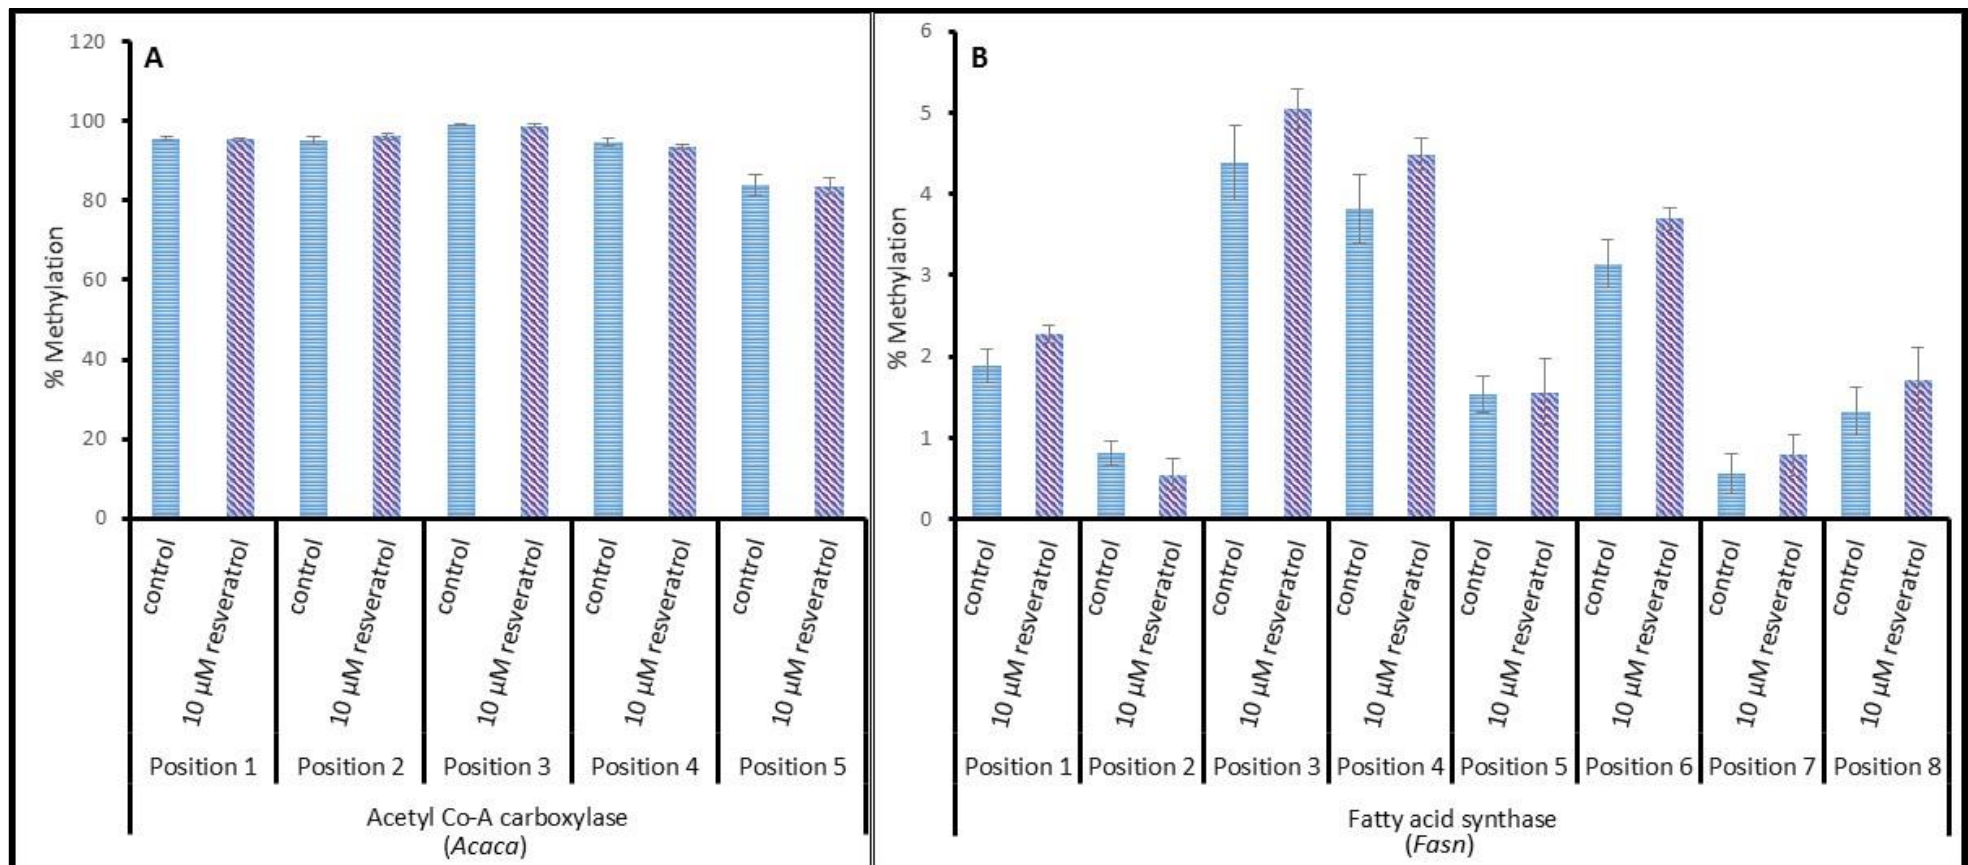 A
120
100
80
60
40
20
0
% Methylation
control
10 µM resveratrol
control
10 µM resveratrol
control
10 µM resveratrol
control
10 µM resveratrol
control
10 µM resveratrol
Position 1
Position 2
Position 3
Position 4
Position 5
Acetyl Co-A carboxylase
(Acaca)
B
6
5
4
3
2
1
0
% Methylation
control
10 µM resveratrol
control
10 µM resveratrol
control
10 µM resveratrol
control
10 µM resveratrol
control
10 µM resveratrol
control
10 µM resveratrol
control
10 µM resveratrol
control
10 µM resveratrol
Position 1
Position 2
Position 3
Position 4
Position 5
Position 6
Position 7
Position 8
Fatty acid synthase
(Fasn)